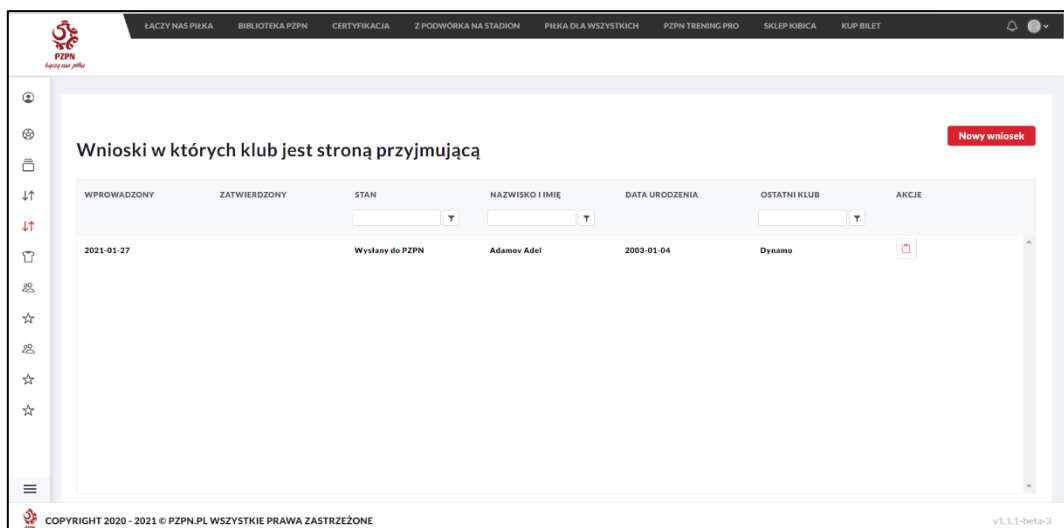 ŁĄCZY NAS PIŁKA BIBLIOTEKA PZPN CERTYFIKACJA Z PODWÓRKA NA STADION PIŁKA DLA WSZYSTKICH PZPN TRENING PRO SKLEP KIBICA KUP BILET
PZPN
Łączy nas piłka
Nowy wniosek
Wnioski w których klub jest stroną przyjmującą
WPROWADZONY ZATWIERDZONY STAN NAZWISKO I IMIĘ DATA URODZENIA OSTATNI KLUB AKCJE
2021-01-27 Wysłany do PZPN Adamov Adel 2003-01-04 Dynamo
COPYRIGHT 2020 - 2021 © PZPN.PL WSZYSTKIE PRAWA ZASTRZEŻONE v1.1.1-beta-3